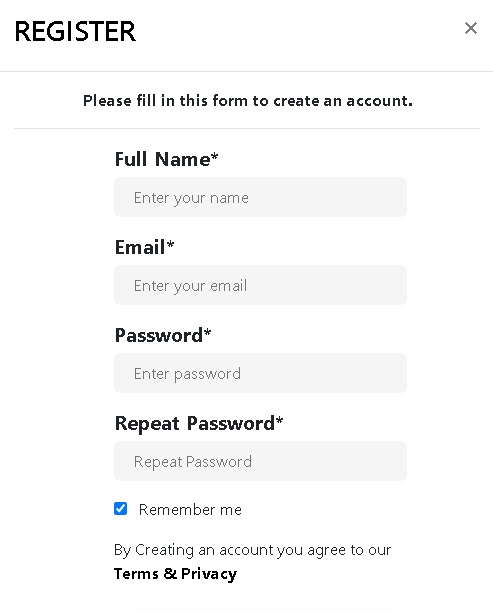 REGISTER
×
Please fill in this form to create an account.
Full Name*
Enter your name
Email*
Enter your email
Password*
Enter password
Repeat Password*
Repeat Password
Remember me
By Creating an account you agree to our
Terms & Privacy